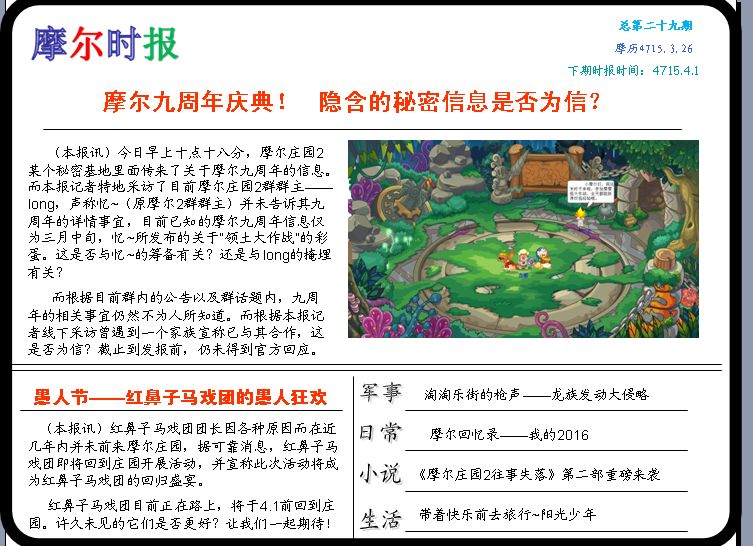 摩尔时报
总第二十九期
摩历4715.3.26
下期时报时间：4715.4.1
摩尔九周年庆典！ 隐含的秘密信息是否为信？
（本报讯）今日早上十点十八分，摩尔庄园2
某个秘密基地里面传来了关于摩尔九周年的信息。
而本报记者特地采访了目前摩尔庄园2群群主——
long，声称忆~（原摩尔2群群主）并未告诉其九
周年的详情事宜，目前已知的摩尔九周年信息仅
为三月中旬，忆~所发布的关于“领土大作战”的彩
蛋。这是否与忆~的筹备有关？还是与long的掩埋
有关？
而根据目前群内的公告以及群话题内，九周
年的相关事宜仍然不为人所知道。而根据本报记
者线下采访曾遇到一个家族宣称已与其合作，这
是否为信？截止到发报前，仍未得到官方回应。
愚人节——红鼻子马戏团的愚人狂欢
（本报讯）红鼻子马戏团团长因各种原因而在近
几年内并未前来摩尔庄园，据可靠消息，红鼻子马
戏团即将回到庄园开展活动，并宣称此次活动将成
为红鼻子马戏团的回归盛宴。
红鼻子马戏团目前正在路上，将于4.1前回到庄
园。许久未见的它们是否更好？让我们一起期待！
军事 淘淘乐街的枪声——龙族发动大侵略
日常 摩尔回忆录——我的2016
小说 《摩尔庄园2往事失落》第二部重磅来袭
生活 带着快乐前去旅行~阳光少年